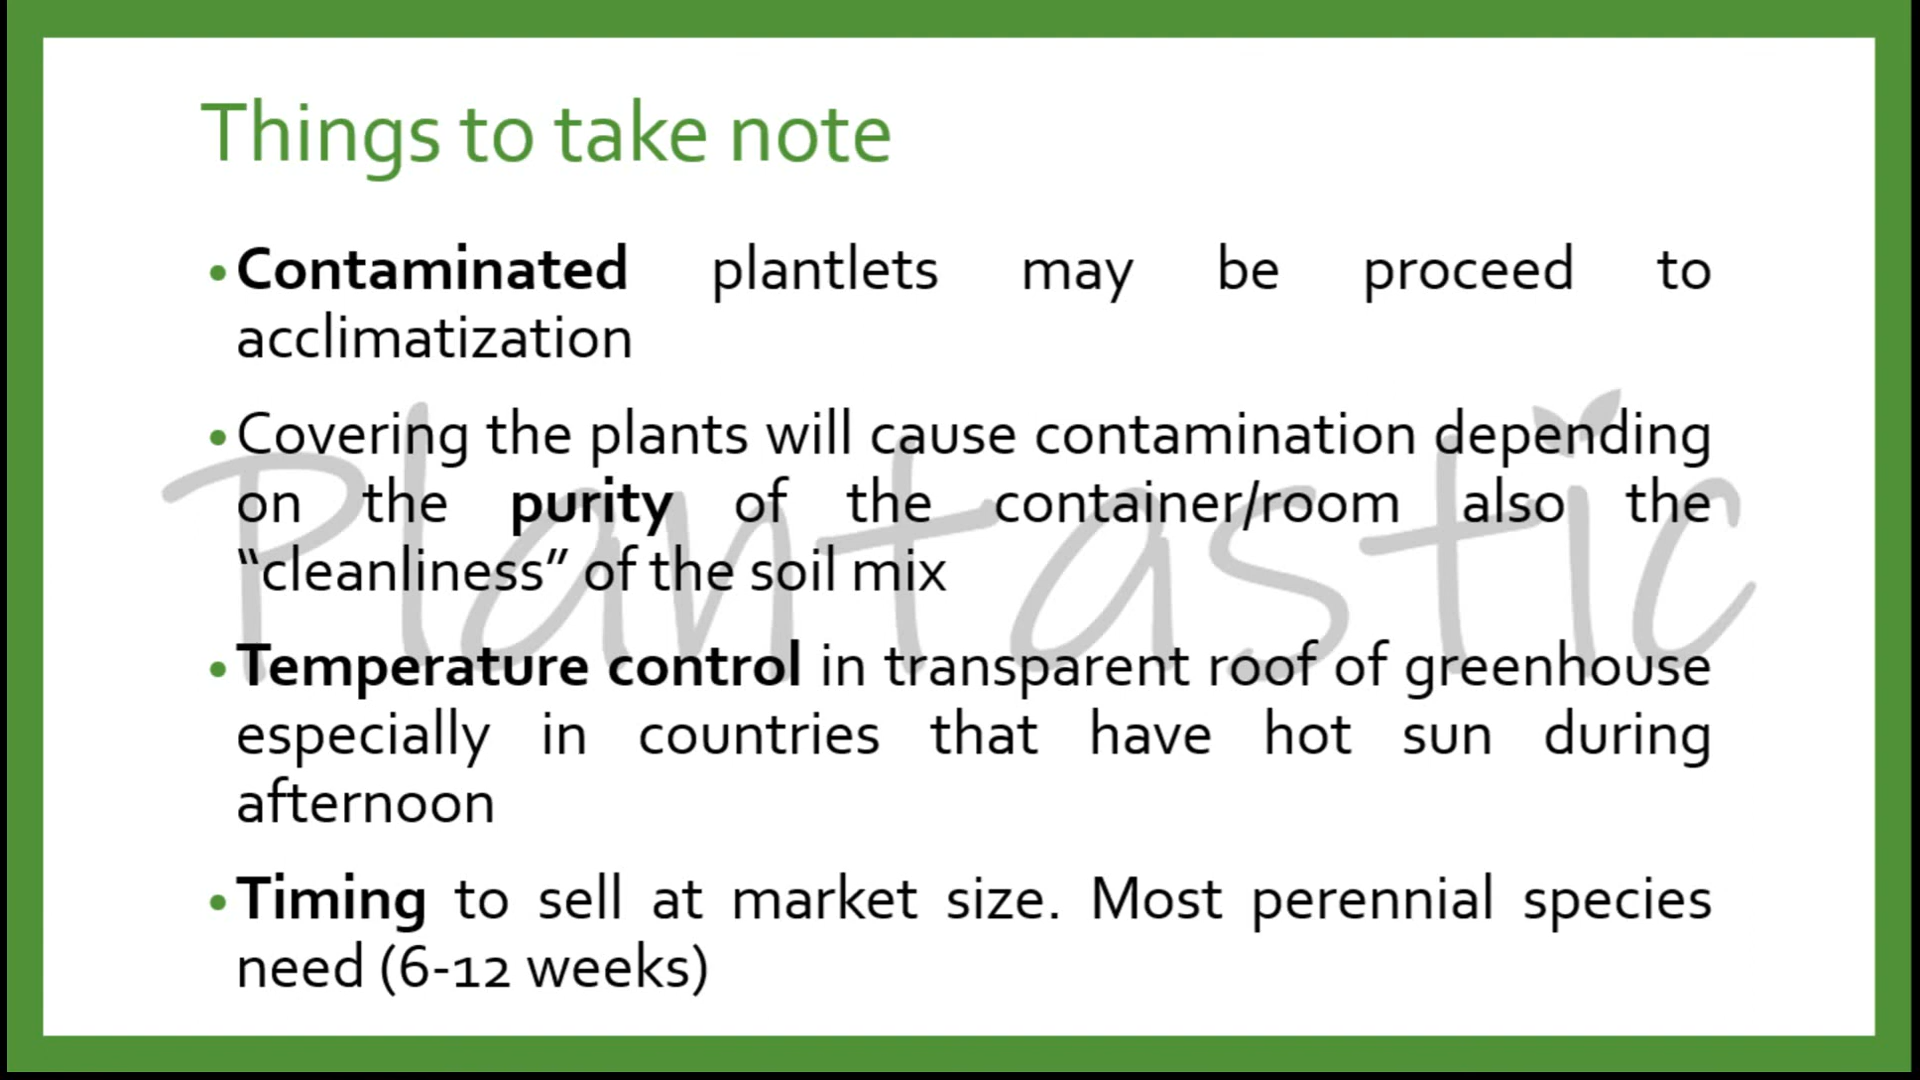 Things to take note
•Contaminated plantlets may be proceed to
acclimatization
•Covering the plants will cause contamination depending
on the purity of the container/room also the
“cleanliness” of the soil mix
•Temperature control in transparent roof of greenhouse
especially in countries that have hot sun during
afternoon
•Timing to sell at market size. Most perennial species
need (6-12 weeks)
Plantastic